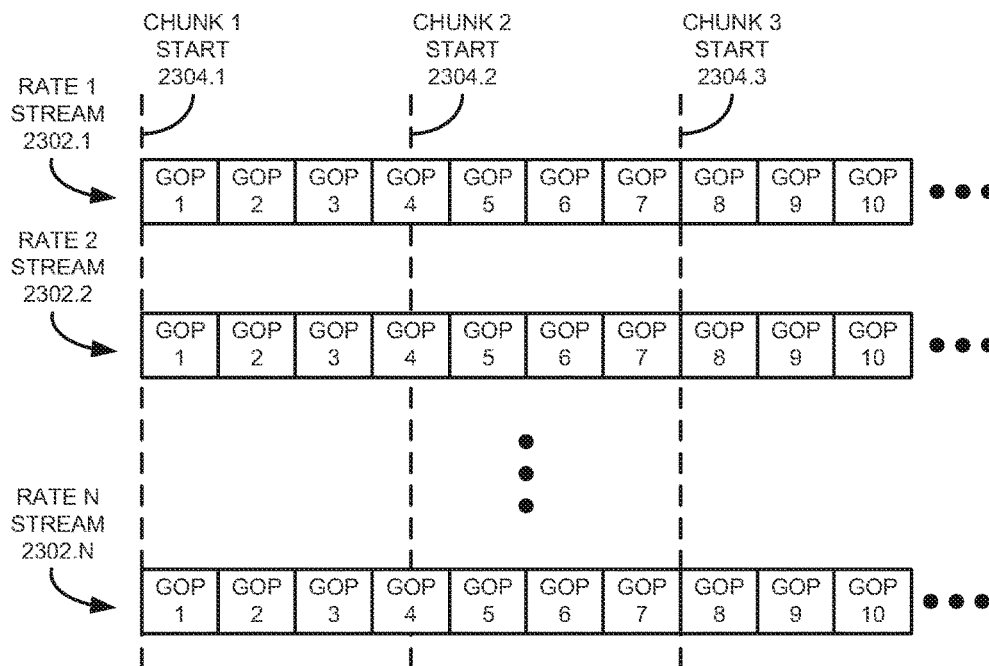 CHUNK 1
START
2304.1
CHUNK 2
START
2304.2
CHUNK 3
START
2304.3
RATE 1
STREAM
2302.1
GOP GOP GOP GOP GOP GOP GOP GOP GOP GOP
1 2 3 4 5 6 7 8 9 10
RATE 2
STREAM
2302.2
GOP GOP GOP GOP GOP GOP GOP GOP GOP GOP
1 2 3 4 5 6 7 8 9 10
RATE N
STREAM
2302.N
GOP GOP GOP GOP GOP GOP GOP GOP GOP GOP
1 2 3 4 5 6 7 8 9 10